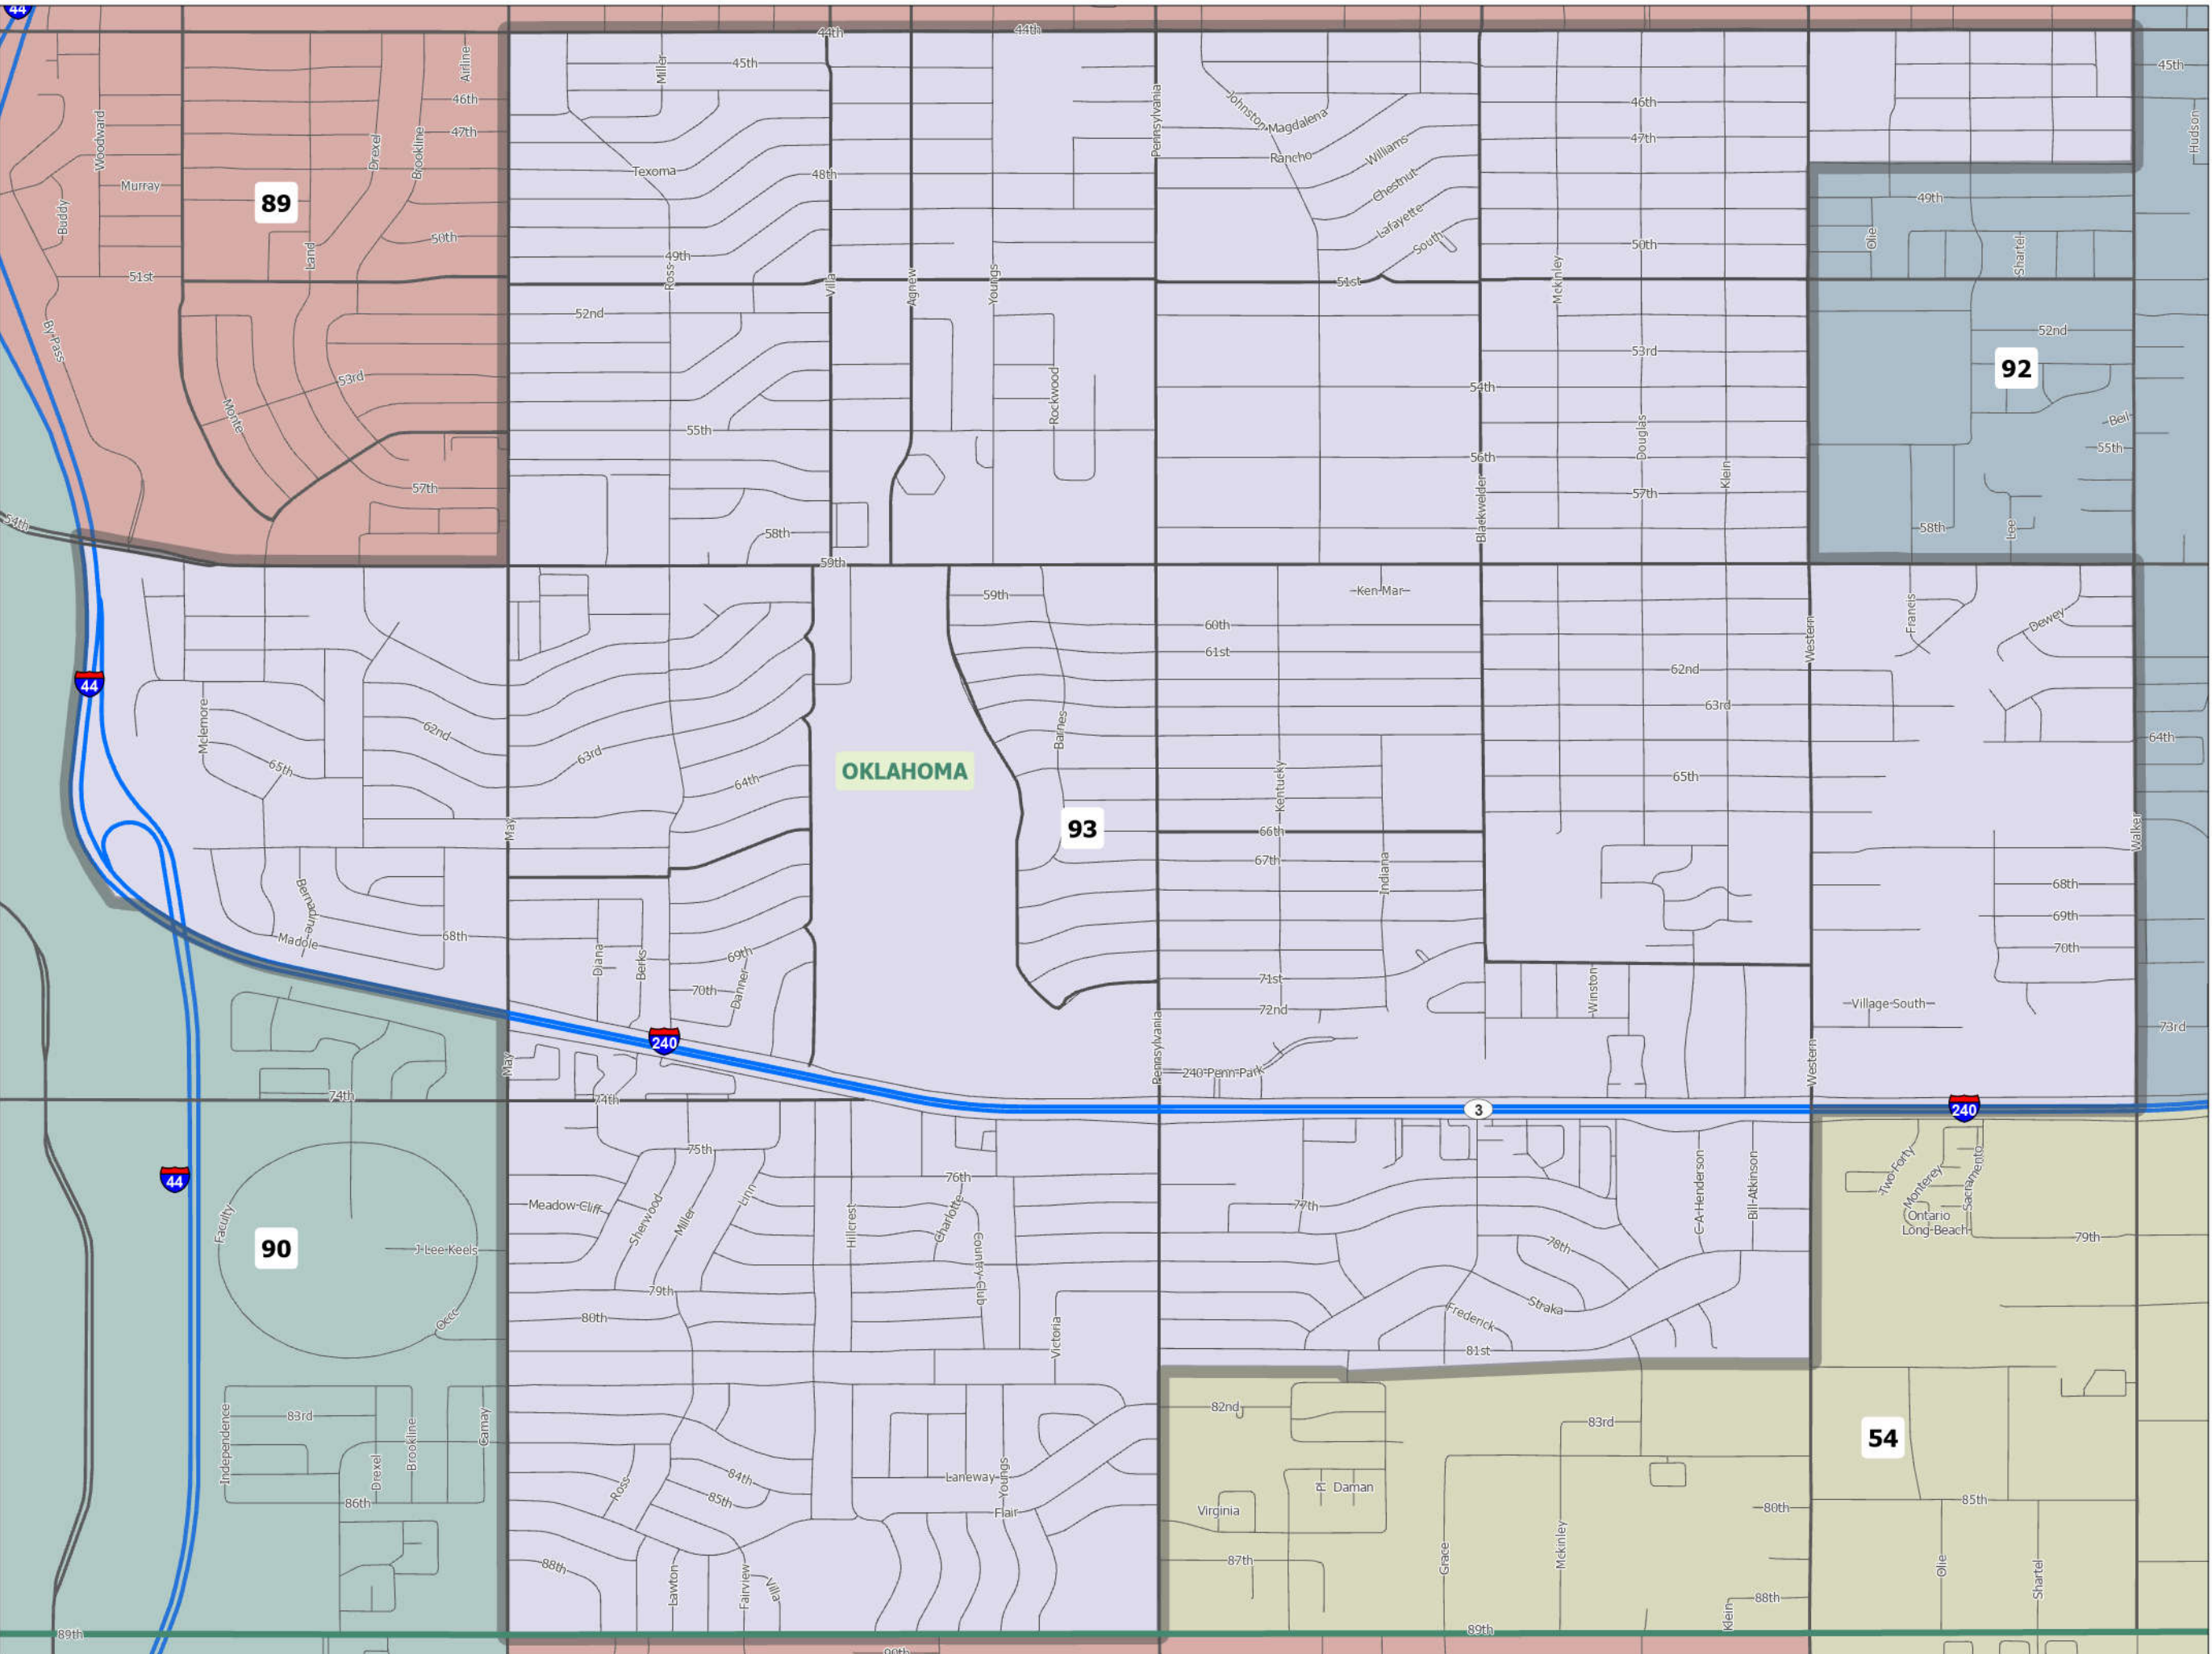 44
44th
44th
45th
45th
Airline
Miller
46th
46th
Woodward
Johnston
Magdalena
Pennsylvania
Hudson
47th
47th
Drexel
Brookline
Williams
Rancho
Texoma
48th
Murray
Chestnut
89
49th
Buddy
Lafayette
50th
South
50th
Olie
Shartel
Land
49th
51st
51st
Ross
Villa
Agnew
Youngs
Mckinley
52nd
52nd
By Pass
53rd
53rd
92
54th
Monte
Rockwood
Beil
55th
Douglas
55th
56th
57th
57th
Klein
Blackwelder
54th
58th
58th
Lee
59th
59th
Ken Mar
60th
Francis
Dewey
61st
Western
62nd
44
Mclemore
62nd
63rd
Barnes
63rd
64th
65th
OKLAHOMA
64th
Kentucky
65th
93
May
66th
Walker
67th
Indiana
68th
Bernadine
69th
68th
Madole
70th
69th
Diana
Berks
Danner
71st
70th
Winston
72nd
Village South
73rd
240
May
Pennsylvania
240 Penn Park
Western
74th
74th
3
240
75th
44
76th
Two Forty
Monterey
Sacramento
C A Henderson
Bill Atkinson
Meadow Cliff
Sherwood
Miller
Linn
Hillcrest
Charlotte
77th
Ontario
Long Beach
Faculty
90
J Lee Keels
Country Club
78th
79th
79th
80th
Occc
Victoria
Frederick
Straka
81st
82nd
83rd
83rd
54
Independence
Drexel
Brookline
Carnay
84th
Laneway
Youngs
Ross
85th
Pl
Daman
86th
Flair
Virginia
80th
85th
88th
Lawton
Fairview
Villa
87th
Grace
Mckinley
Olie
Shartel
88th
Klein
89th
89th
90th